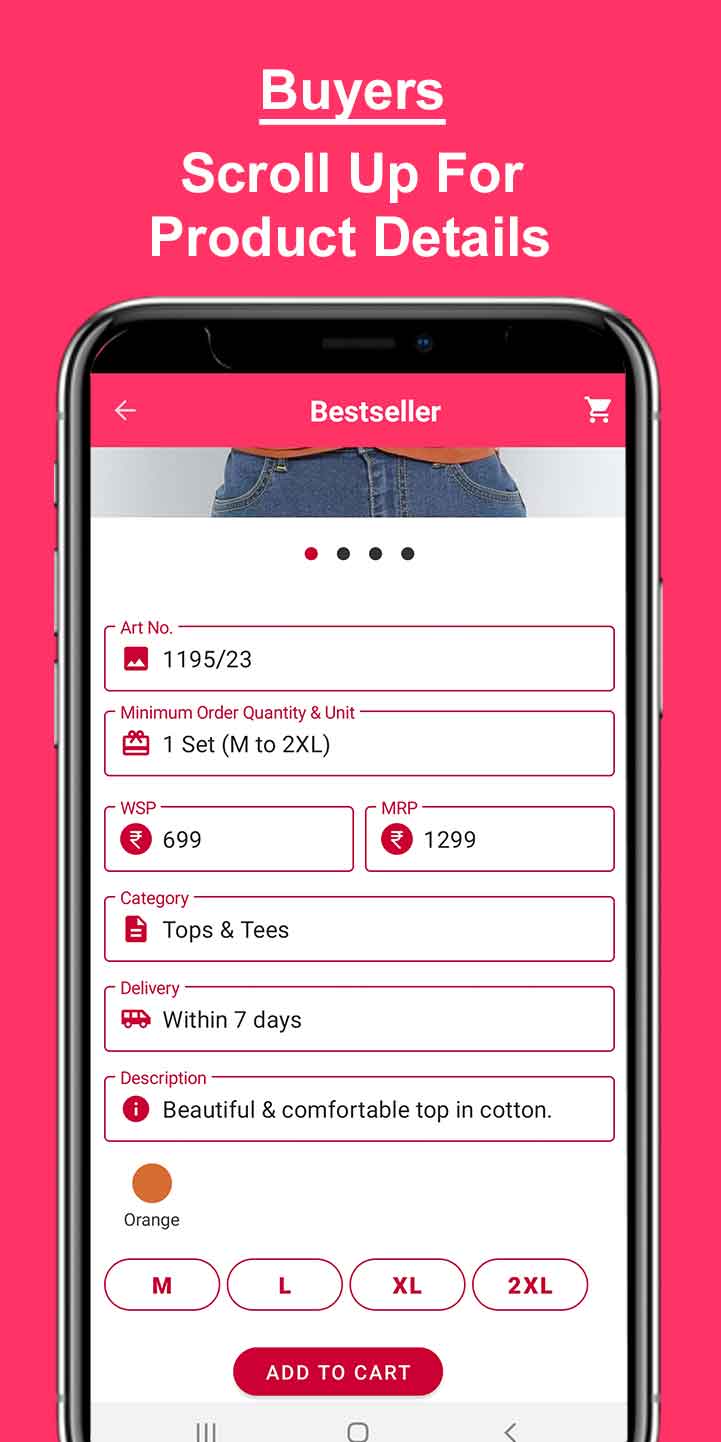 Buyers
Scroll Up For
Product Details
Bestseller
Art No.
1195/23
Minimum Order Quantity & Unit
1 Set (M to 2XL)
WSP
₹ 699
MRP
₹ 1299
Category
Tops & Tees
Delivery
Within 7 days
Description
Beautiful & comfortable top in cotton.
Orange
M L XL 2XL
ADD TO CART